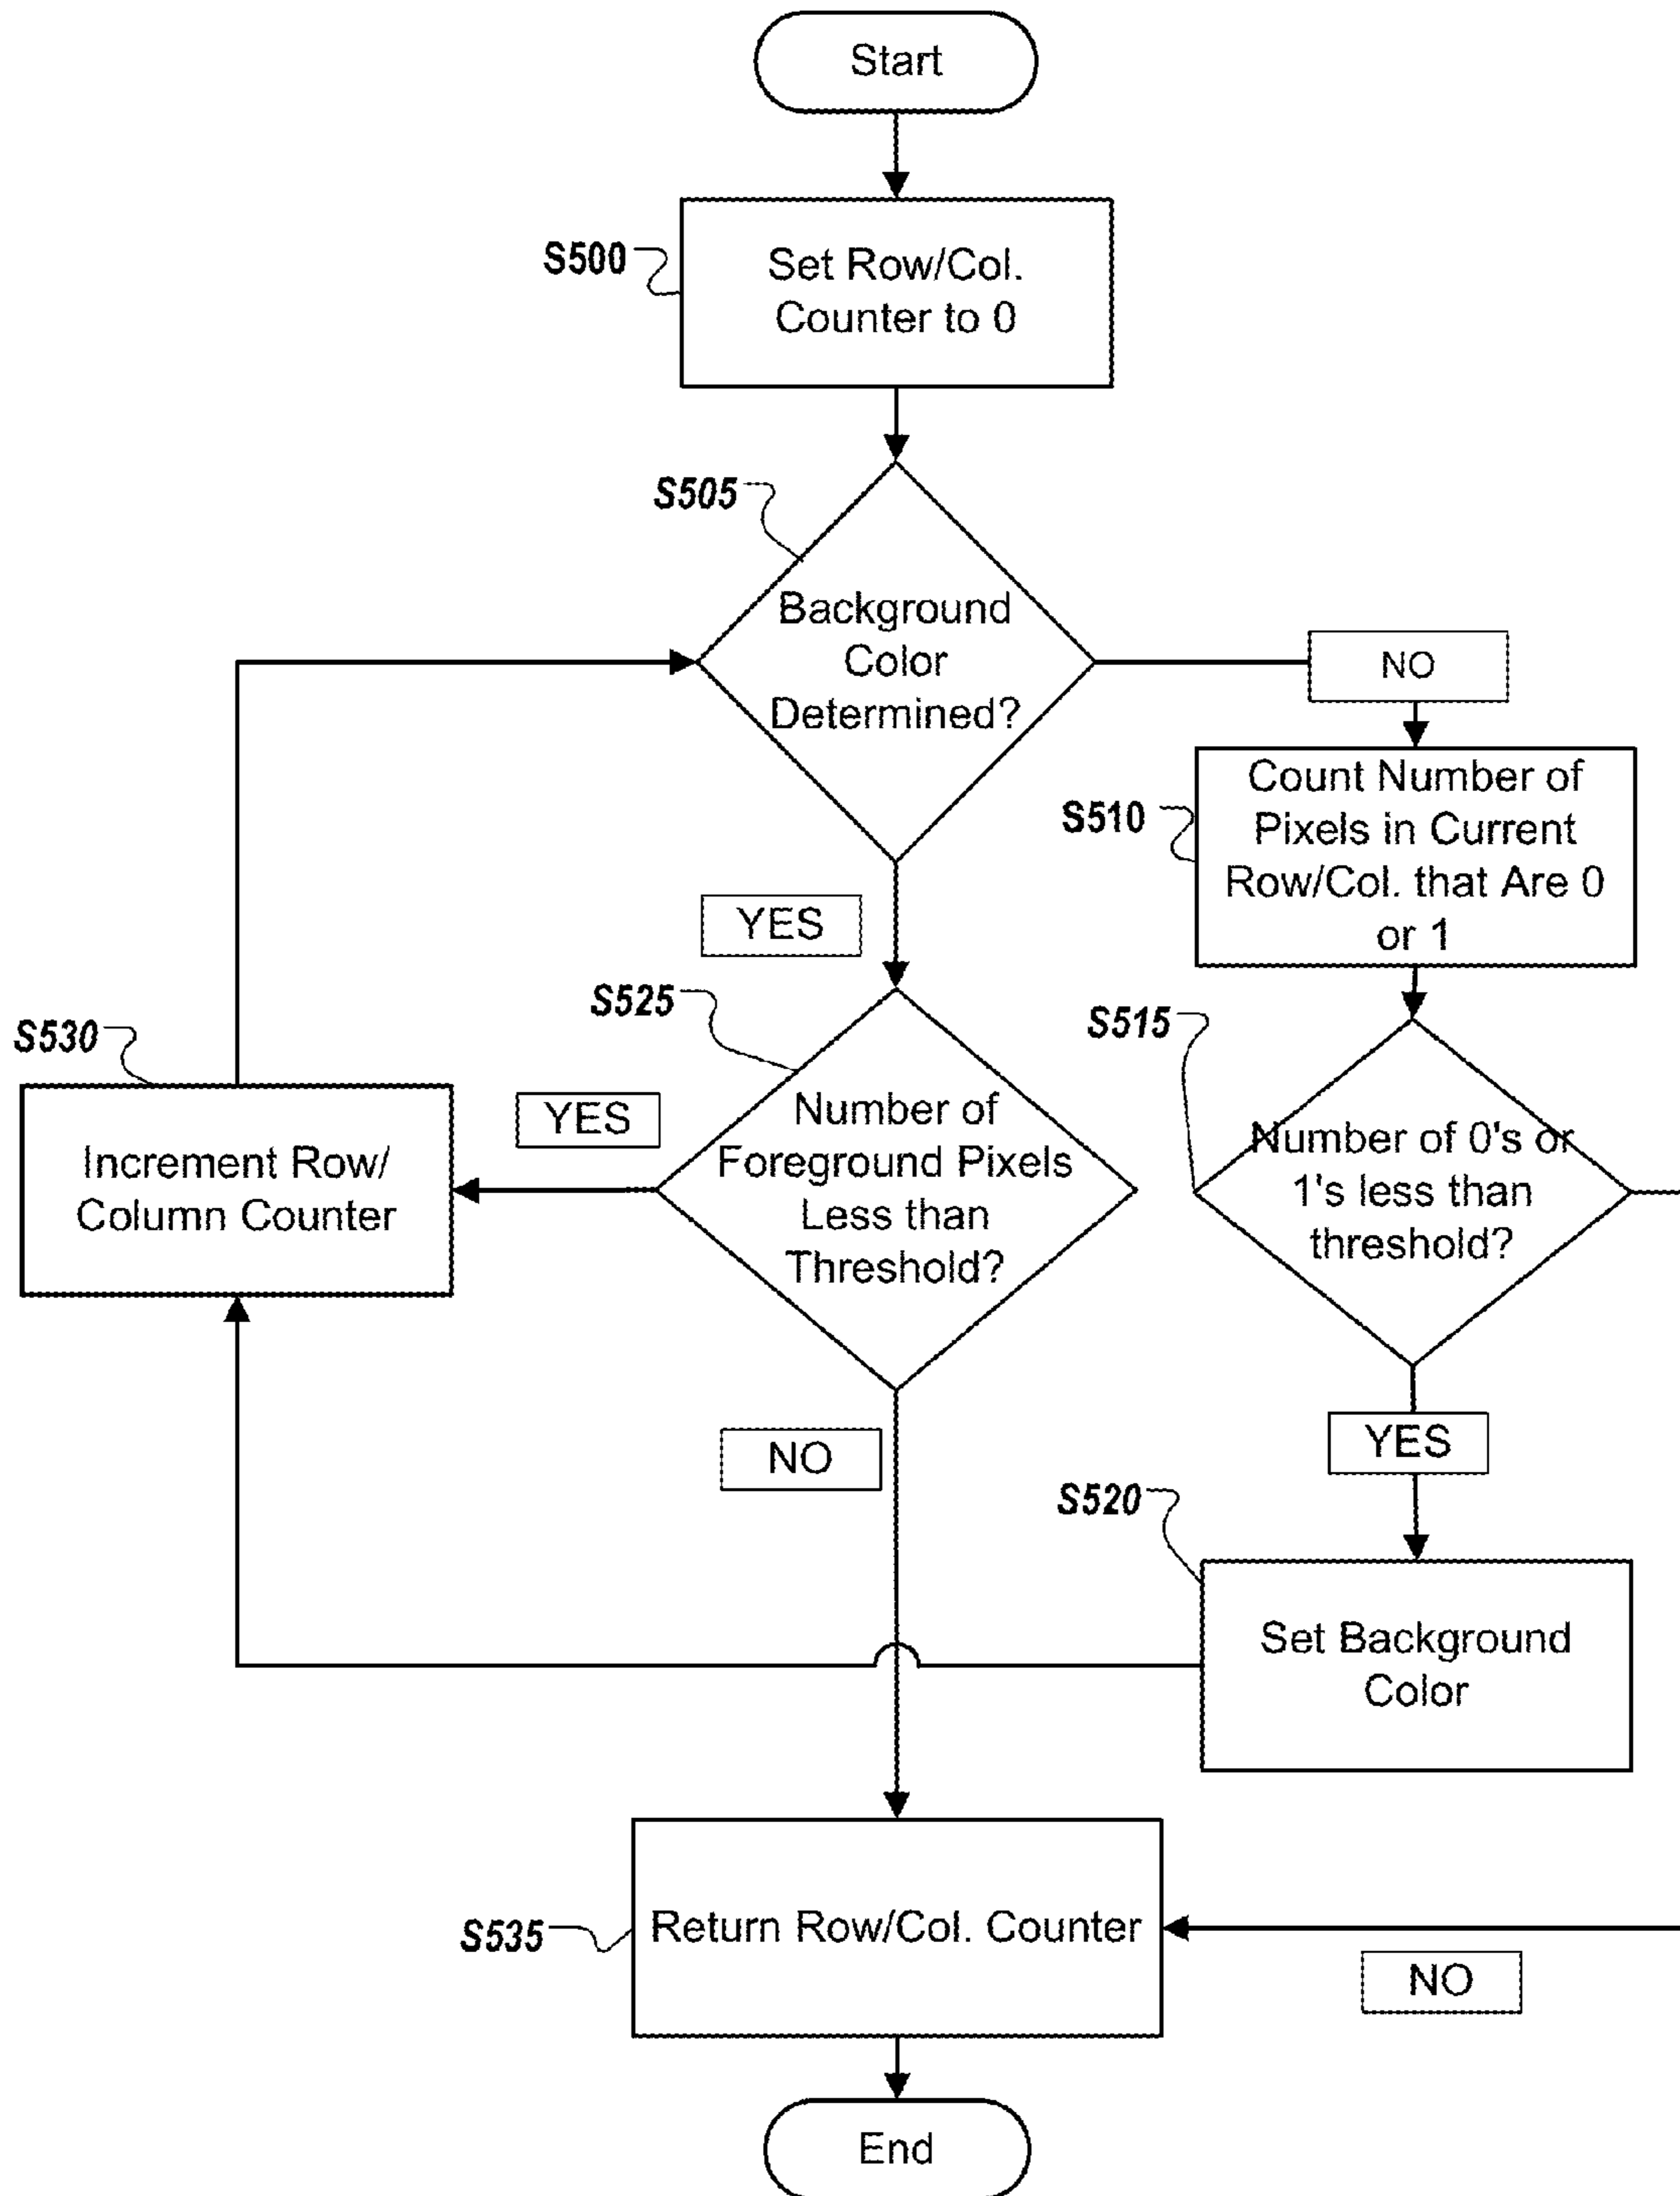 Start
S500
Set Row/Col.
Counter to 0
S505
Background
Color
Determined?
NO
S510
Count Number of
Pixels in Current
Row/Col. that Are 0
or 1
YES
S525
Number of
Foreground Pixels
Less than
Threshold?
S515
Number of 0's or
1's less than
threshold?
S530
YES
Increment Row/
Column Counter
NO
YES
S520
Set Background
Color
S535
Return Row/Col. Counter
NO
End